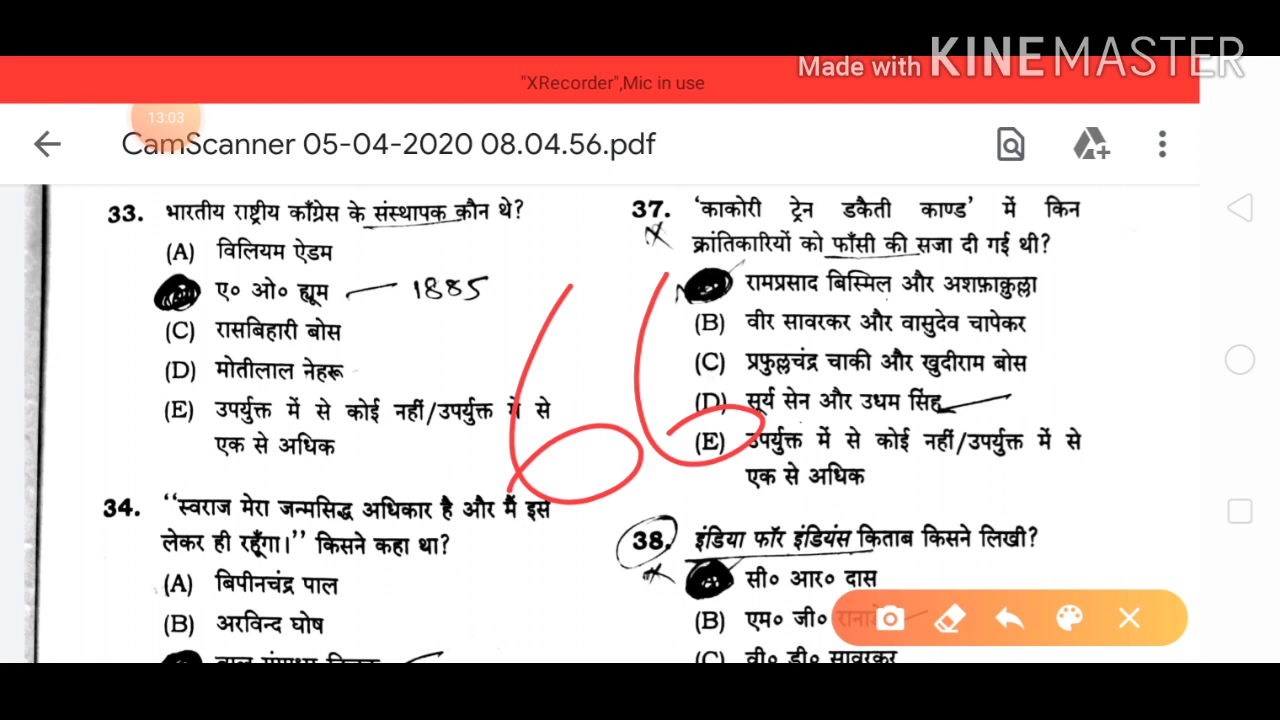 Made with KINEMASTER
"XRecorder",Mic in use
13:03
CamScanner 05-04-2020 08.04.56.pdf
33. भारतीय राष्ट्रीय काँग्रेस के संस्थापक कौन थे?
(A) विलियम ऐडम
ए० ओ० ह्यूम — 1885
(C) रासबिहारी बोस
(D) मोतीलाल नेहरू
(E) उपर्युक्त में से कोई नहीं/उपर्युक्त में से
एक से अधिक
34. ‘‘स्वराज मेरा जन्मसिद्ध अधिकार है और मैं इसे
लेकर ही रहूँगा।’’ किसने कहा था?
(A) बिपीनचंद्र पाल
(B) अरविन्द घोष
37. ‘काकोरी ट्रेन डकैती काण्ड’ में किन
क्रांतिकारियों को फाँसी की सजा दी गई थी?
रामप्रसाद बिस्मिल और अशफ़ाक़ुल्ला
(B) वीर सावरकर और वासुदेव चापेकर
(C) प्रफुल्लचंद्र चाकी और खुदीराम बोस
(D) सूर्य सेन और उधम सिंह
(E) उपर्युक्त में से कोई नहीं/उपर्युक्त में से
एक से अधिक
66
38. इंडिया फॉर इंडियंस किताब किसने लिखी?
सी० आर० दास
(B) एम० जी० रानाडे
(C) वी० डी० सावरकर